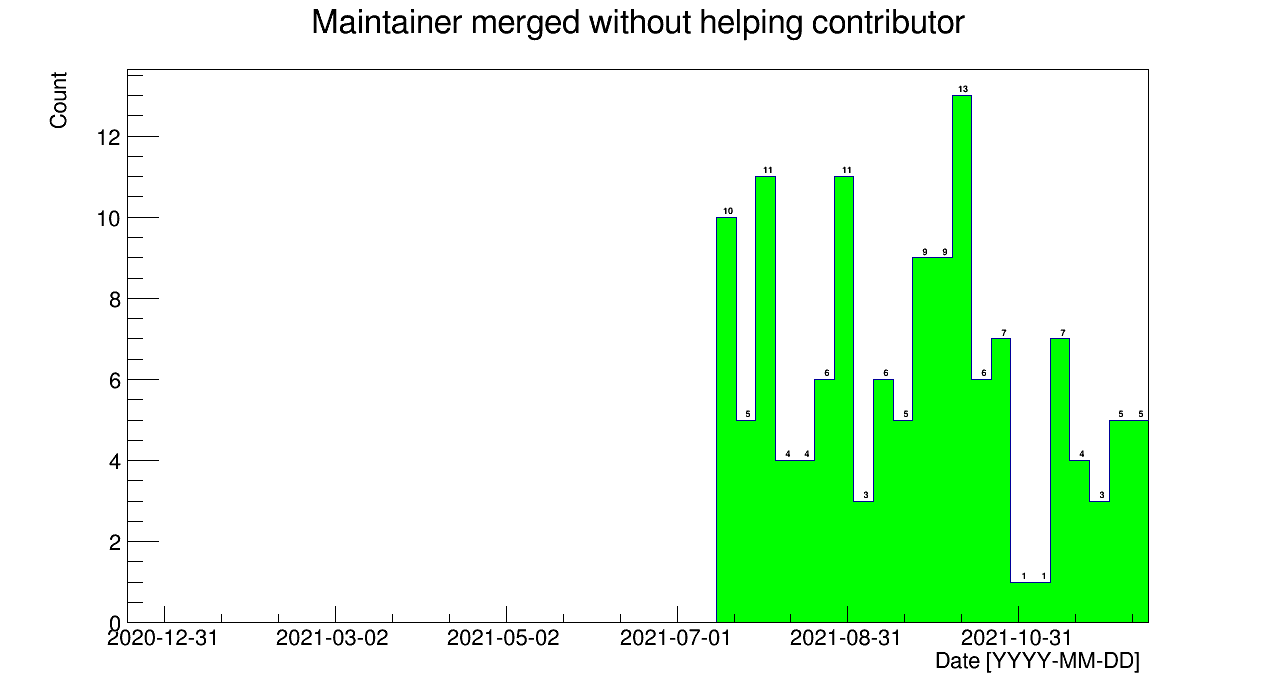 Maintainer merged without helping contributor
Count
12
10
8
6
4
2
0
10 5 11 4 4 6 11 3 6 5 9 9 13 6 7 1 1 7 4 3 5 5
2020-12-31 2021-03-02 2021-05-02 2021-07-01 2021-08-31 2021-10-31
Date [YYYY-MM-DD]